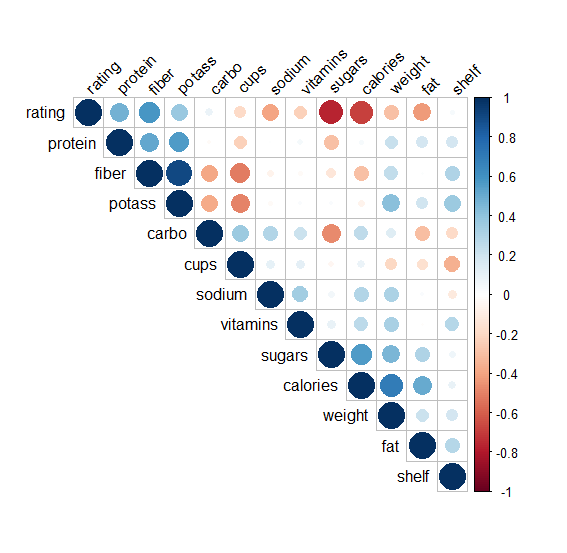 rating protein fiber potass carbo cups sodium vitamins sugars calories weight fat shelf
rating
protein
fiber
potass
carbo
cups
sodium
vitamins
sugars
calories
weight
fat
shelf
1
0.8
0.6
0.4
0.2
0
-0.2
-0.4
-0.6
-0.8
-1